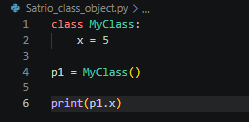 Satrio_class_object.py > ...
1 class MyClass:
2     x = 5
3
4 p1 = MyClass()
5
6 print(p1.x)